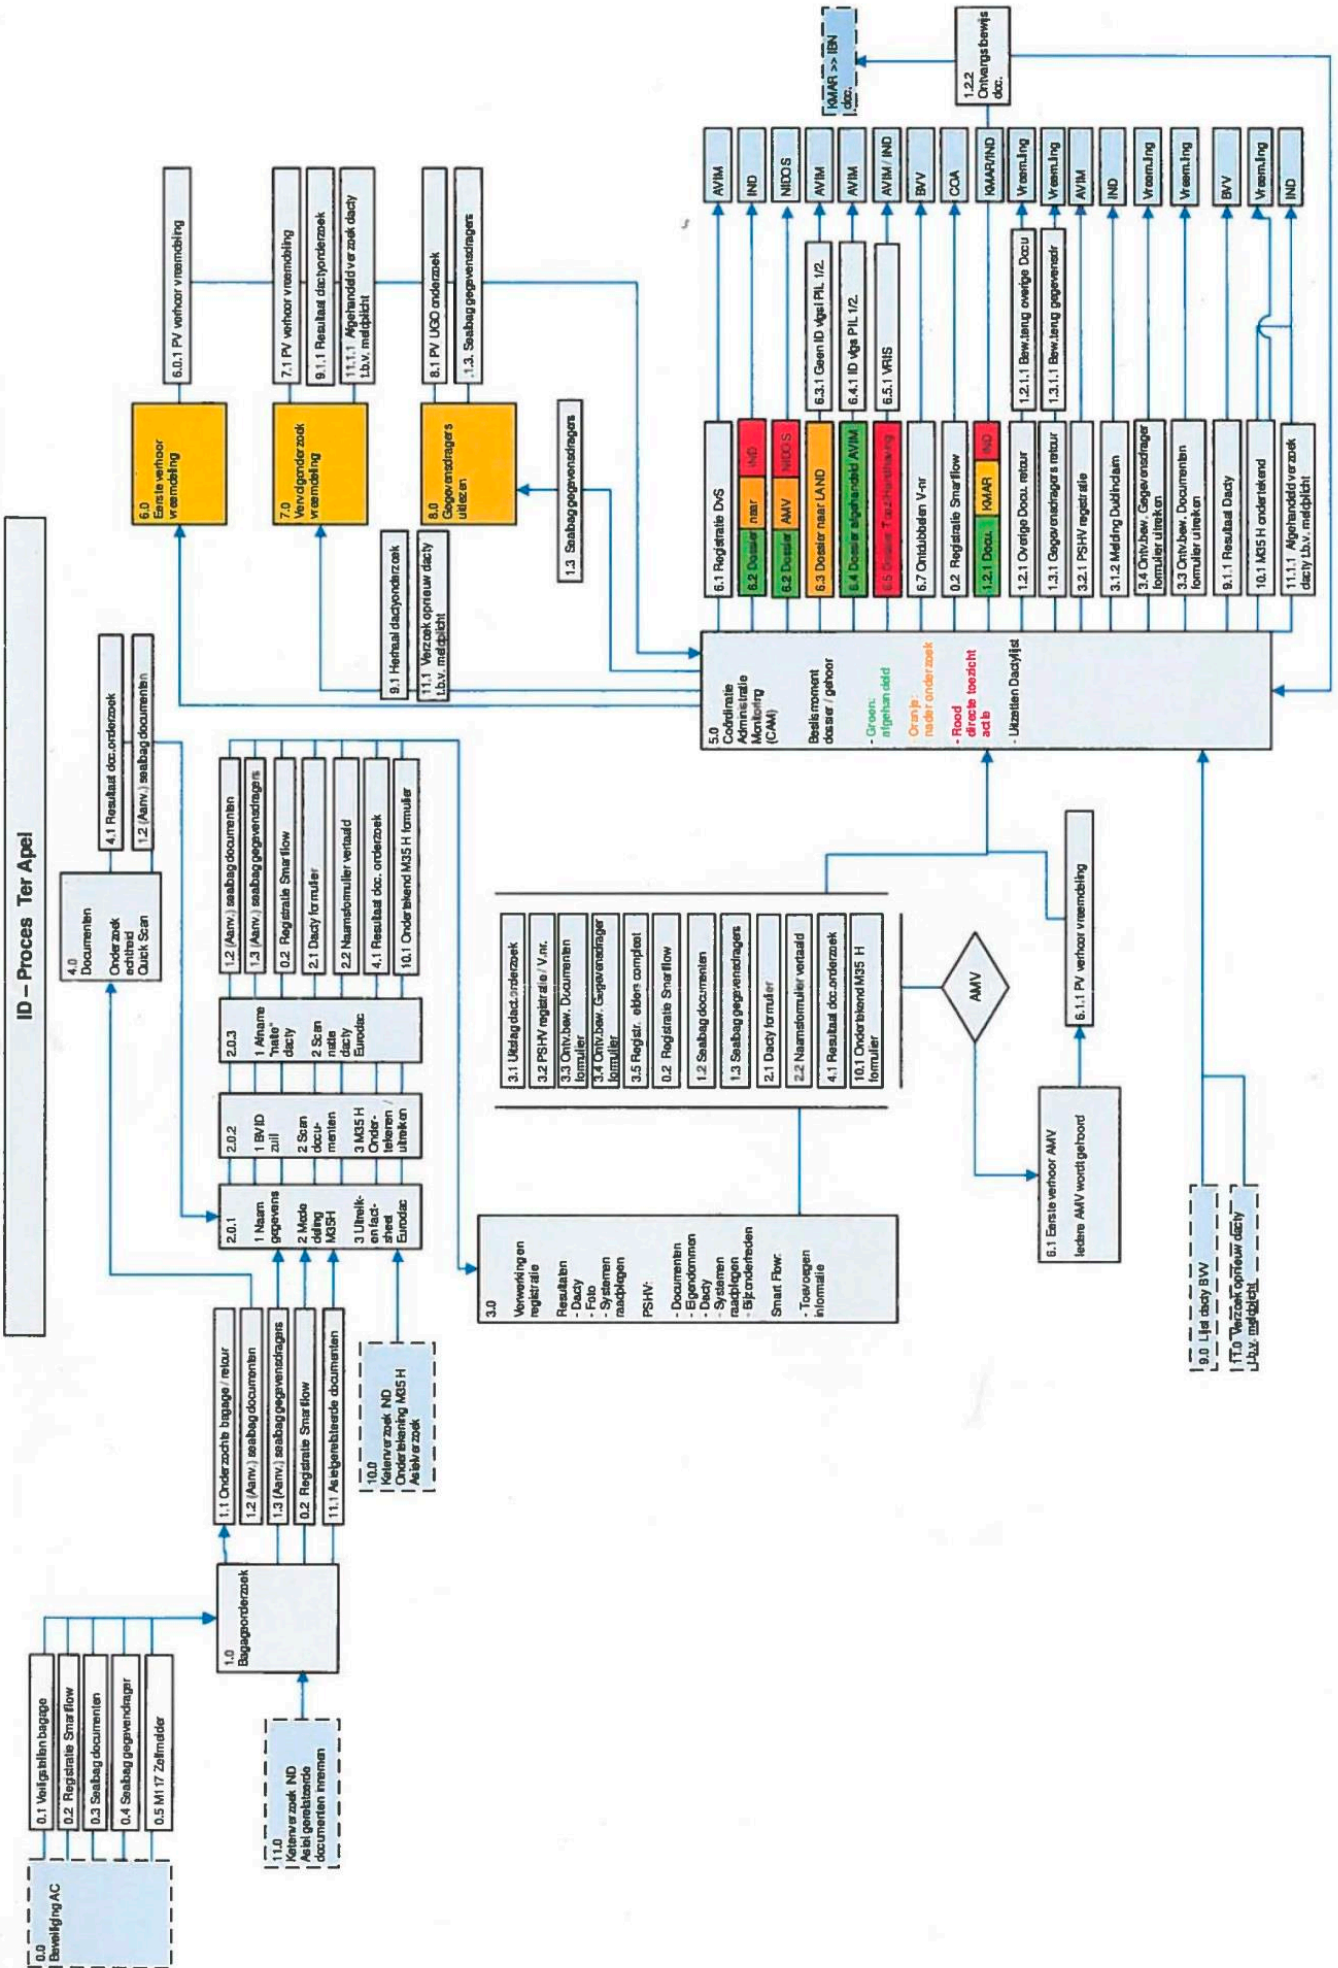 ID – Proces Ter Apel
0.0
Beveiliging AC
0.1 Veiligstellen bagage
0.2 Registratie Smartflow
0.3 Sealbag documenten
0.4 Sealbag gegevendrager
0.5 M117 Zelfmelder
11.0
Ketenverzoek IND
Asielgerelateerde
documenten innemen
1.0
Bagageonderzoek
1.1 Onderzochte bagage / retour
1.2 (Aanv.) sealbag documenten
1.3 (Aanv.) sealbag gegevensdragers
0.2 Registratie Smartflow
11.1 Asielgerelateerde documenten
10.0
Ketenverzoek IND
Ondertekening M35 H
Asielverzoek
4.0
Documenten
Onderzoek
echtheid
Quick Scan
4.1 Resultaat doc.onderzoek
1.2 (Aanv.) sealbag documenten
2.0.1
1 Naam
gegevens
2 Mede
deling
M35H
3 Uitreik-
en fact-
sheet
Eurodac
2.0.2
1 BVID
zuil
2 Scan
docu-
menten
3 M35 H
Onder-
tekenen /
uitreiken
2.0.3
1 Afname
"natte"
dacty
2 Scan
natte
dacty
Eurodac
1.2 (Aanv.) sealbag documenten
1.3 (Aanv.) sealbag gegevensdragers
0.2 Registratie Smartflow
2.1 Dacty formulier
2.2 Naamsformulier vertaald
4.1 Resultaat doc. onderzoek
10.1 Ondertekend M35 H formulier
3.0
Verwerking en
registratie
Resultaten
- Dacty
- Foto
- Systemen
raadplegen
PSHV:
- Documenten
- Eigendommen
- Dacty
- Systemen
raadplegen
- Bijzonderheden
Smart Flow:
- Toevoegen
informatie
3.1 Uitslag dact.onderzoek
3.2 PSHV registratie / V.nr.
3.3 Ontv.bew. Documenten
formulier
3.4 Ontv.bew. Gegevensdrager
formulier
3.5 Registr. elders compleet
0.2 Registratie Smartflow
1.2 Sealbag documenten
1.3 Sealbag gegevensdragers
2.1 Dacty formulier
2.2 Naamsformulier vertaald
4.1 Resultaat doc.onderzoek
10.1 Ondertekend M35 H
formulier
AMV
6.1 Eerste verhoor AMV
Iedere AMV wordt gehoord
6.1.1 PV verhoor vreemdeling
9.0 Lijst dacty BVV
11.0 Verzoek opnieuw dacty
t.b.v. meldplicht
5.0
Coördinatie
Administratie
Monitoring
(CAM)
Beslismoment
dossier / gehoor
- Groen:
afgehandeld
- Oranje:
nader onderzoek
- Rood
directe toezicht
actie
- Uitzetten Dactylijst
6.0
Eerste verhoor
vreemdeling
6.0.1 PV verhoor vreemdeling
7.0
Vervolgonderzoek
vreemdeling
7.1 PV verhoor vreemdeling
9.1.1 Resultaat dactyonderzoek
11.1.1 Afgehandeld verzoek dacty
t.b.v. meldplicht
8.0
Gegevensdragers
uitlezen
8.1 PV UGO onderzoek
.1.3. Sealbag gegevensdragers
9.1 Herhaal dactyonderzoek
11.1 Verzoek opnieuw dacty
t.b.v. meldplicht
1.3 Sealbag gegevensdragers
6.1 Registratie DvS
AVIM
6.2 Dossier naar IND
IND
6.2 Dossier AMV NIDOS
NIDOS
6.3 Dossier naar LAND
6.3.1 Geen ID vlgs! PIL 1/2.
AVIM
6.4 Dossier afgehandeld AVIM
6.4.1 ID vlgs PIL 1/2.
AVIM
6.5 Dossier Toez.Handhaving
6.5.1 VRIS
AVIM / IND
6.7 Ontdubbelen V-nr
BVV
0.2 Registratie Smartflow
COA
1.2.1 Docu. KMAR IND
KMAR/IND
1.2.2
Ontvangstbewijs
doc.
KMAR >> IBN
doc.
1.2.1 Overige Docu. retour
1.2.1.1 Bew.terug overige Docu
Vreem.ling
1.3.1 Gegevensdragers retour
1.3.1.1 Bew.terug gegevensdr
Vreem.ling
3.2.1 PSHV registratie
AVIM
3.1.2 Melding Dublinclaim
IND
3.4 Ontv.bew. Gegevensdrager
formulier uitreiken
Vreem.ling
3.3 Ontv.bew. Documenten
formulier uitreiken
Vreem.ling
9.1.1 Resultaat Dacty
BVV
10.1 M35 H ondertekend
Vreem.ling
11.1.1 Afgehandeld verzoek
dacty t.b.v. meldplicht
IND